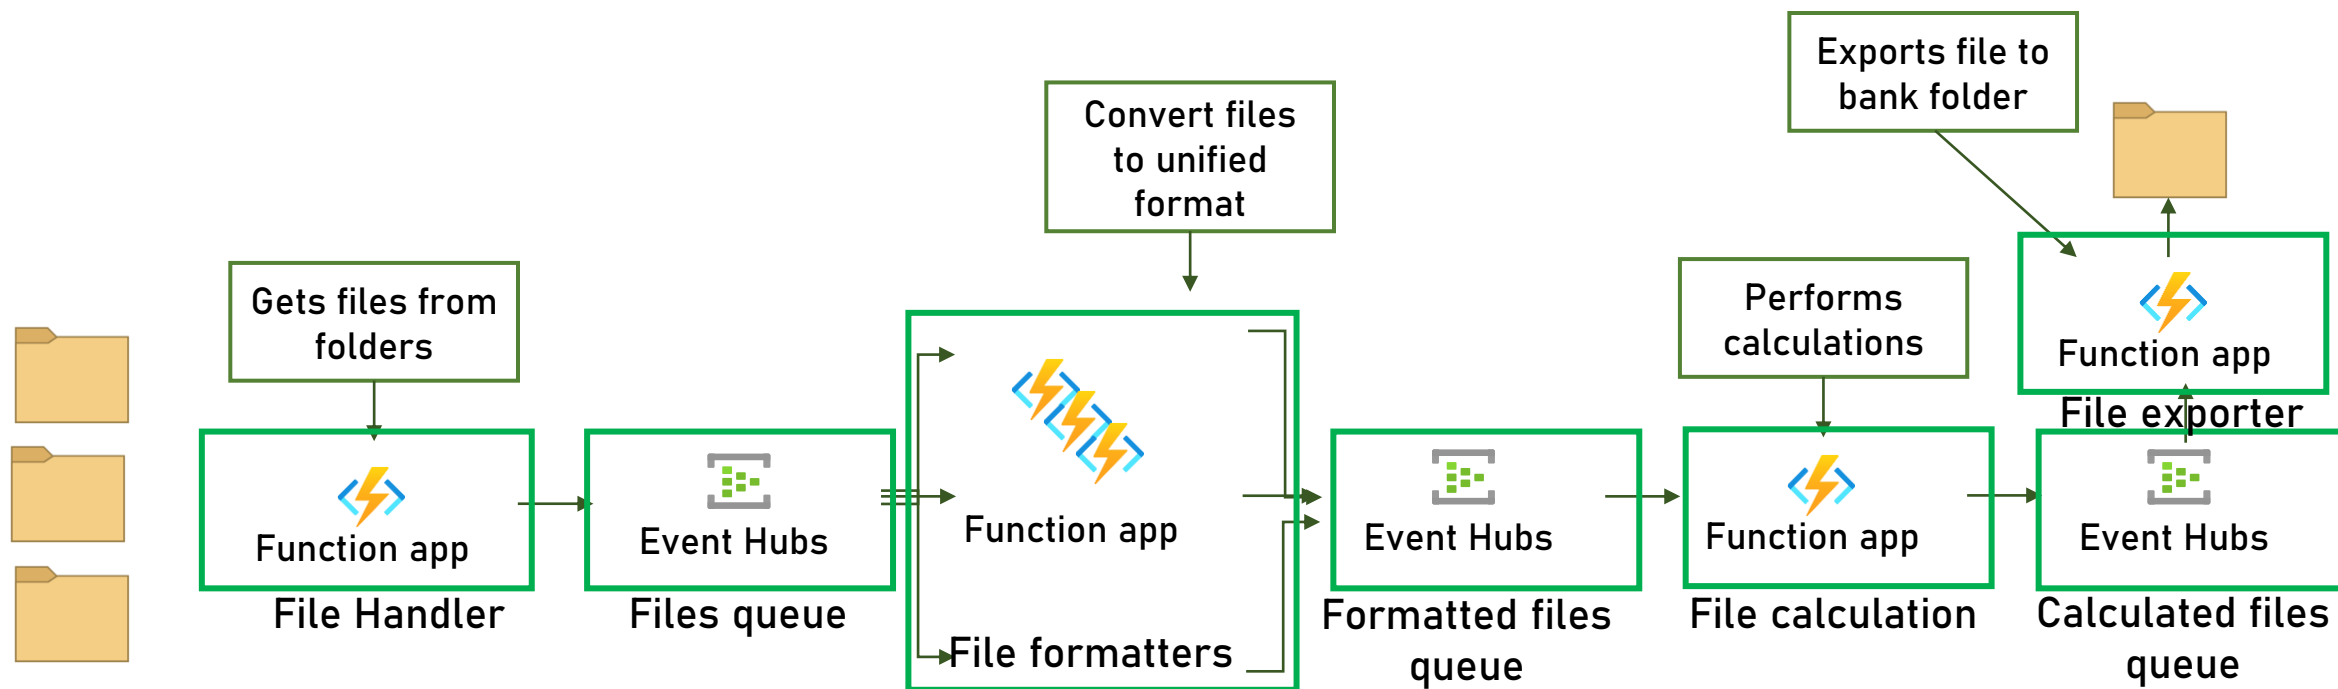 Exports file to
bank folder
Convert files
to unified
format
Gets files from
folders
Performs
calculations
Function app
File exporter
Function app
File Handler
Event Hubs
Files queue
Function app
File formatters
Event Hubs
Formatted files
queue
Function app
File calculation
Event Hubs
Calculated files
queue